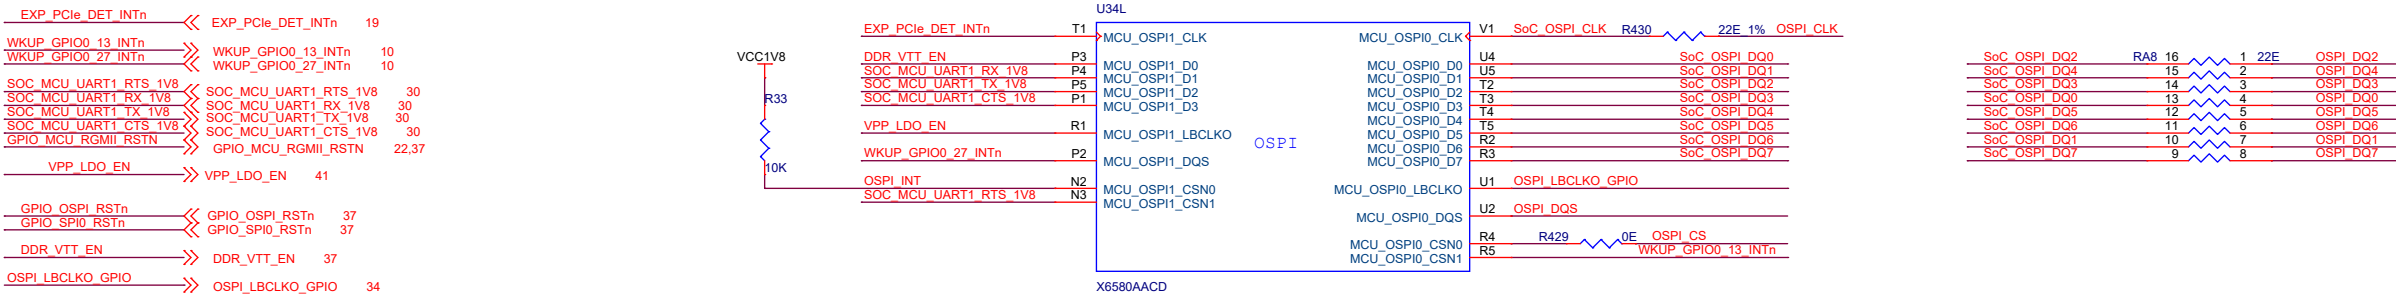 EXP_PCIe_DET_INTn EXP_PCIe_DET_INTn 19
WKUP_GPIO0_13_INTn WKUP_GPIO0_13_INTn 10
WKUP_GPIO0_27_INTn WKUP_GPIO0_27_INTn 10
SOC_MCU_UART1_RTS_1V8 SOC_MCU_UART1_RTS_1V8 30
SOC_MCU_UART1_RX_1V8 SOC_MCU_UART1_RX_1V8 30
SOC_MCU_UART1_TX_1V8 SOC_MCU_UART1_TX_1V8 30
SOC_MCU_UART1_CTS_1V8 SOC_MCU_UART1_CTS_1V8 30
GPIO_MCU_RGMII_RSTN GPIO_MCU_RGMII_RSTN 22,37
VPP_LDO_EN VPP_LDO_EN 41
GPIO_OSPI_RSTn GPIO_OSPI_RSTn 37
GPIO_SPI0_RSTn GPIO_SPI0_RSTn 37
DDR_VTT_EN DDR_VTT_EN 37
OSPI_LBCLKO_GPIO OSPI_LBCLKO_GPIO 34
VCC1V8
R33
10K
U34L
EXP_PCIe_DET_INTn T1 MCU_OSPI1_CLK
DDR_VTT_EN P3 MCU_OSPI1_D0
SOC_MCU_UART1_RX_1V8 P4 MCU_OSPI1_D1
SOC_MCU_UART1_TX_1V8 P5 MCU_OSPI1_D2
SOC_MCU_UART1_CTS_1V8 P1 MCU_OSPI1_D3
VPP_LDO_EN R1 MCU_OSPI1_LBCLKO
WKUP_GPIO0_27_INTn P2 MCU_OSPI1_DQS
OSPI_INT N2 MCU_OSPI1_CSN0
SOC_MCU_UART1_RTS_1V8 N3 MCU_OSPI1_CSN1
OSPI
MCU_OSPI0_CLK V1 SoC_OSPI_CLK R430 22E_1% OSPI_CLK
MCU_OSPI0_D0 U4 SoC_OSPI_DQ0
MCU_OSPI0_D1 U5 SoC_OSPI_DQ1
MCU_OSPI0_D2 T2 SoC_OSPI_DQ2
MCU_OSPI0_D3 T3 SoC_OSPI_DQ3
MCU_OSPI0_D4 T4 SoC_OSPI_DQ4
MCU_OSPI0_D5 T5 SoC_OSPI_DQ5
MCU_OSPI0_D6 R2 SoC_OSPI_DQ6
MCU_OSPI0_D7 R3 SoC_OSPI_DQ7
MCU_OSPI0_LBCLKO U1 OSPI_LBCLKO_GPIO
MCU_OSPI0_DQS U2 OSPI_DQS
MCU_OSPI0_CSN0 R4 R429 0E OSPI_CS
MCU_OSPI0_CSN1 R5 WKUP_GPIO0_13_INTn
X6580AACD
SoC_OSPI_DQ2 RA8 16 1 22E OSPI_DQ2
SoC_OSPI_DQ4 15 2 OSPI_DQ4
SoC_OSPI_DQ3 14 3 OSPI_DQ3
SoC_OSPI_DQ0 13 4 OSPI_DQ0
SoC_OSPI_DQ5 12 5 OSPI_DQ5
SoC_OSPI_DQ6 11 6 OSPI_DQ6
SoC_OSPI_DQ1 10 7 OSPI_DQ1
SoC_OSPI_DQ7 9 8 OSPI_DQ7